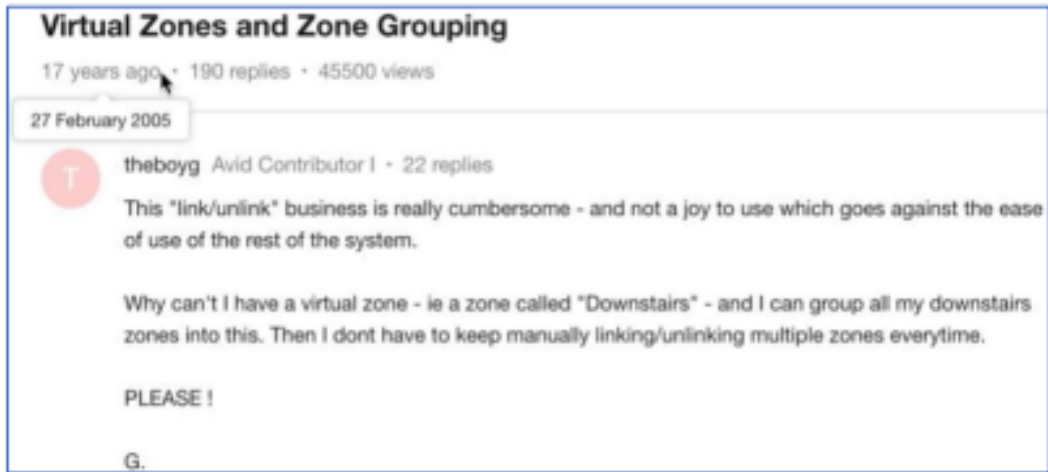 Virtual Zones and Zone Grouping
17 years ago • 190 replies • 45500 views
27 February 2005
T
theboyg Avid Contributor I • 22 replies
This "link/unlink" business is really cumbersome - and not a joy to use which goes against the ease
of use of the rest of the system.
Why can't I have a virtual zone - ie a zone called "Downstairs" - and I can group all my downstairs
zones into this. Then I dont have to keep manually linking/unlinking multiple zones everytime.
PLEASE !
G.